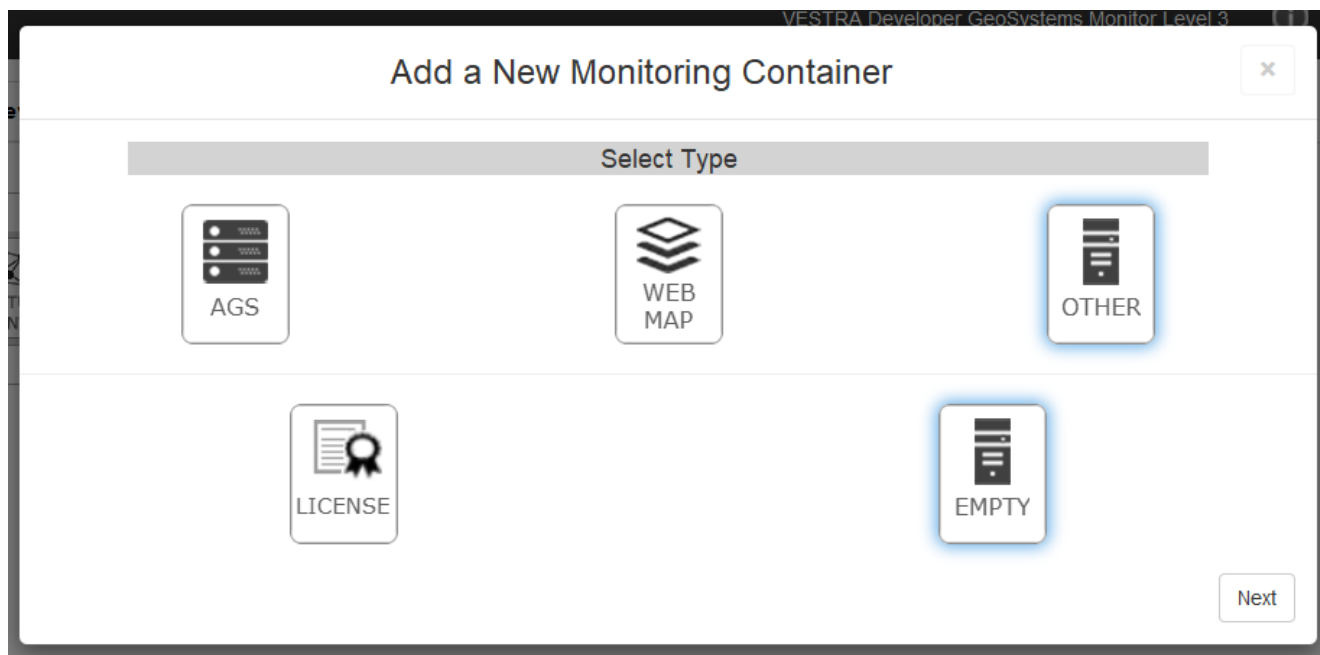 VESTRA Developer GeoSystems Monitor Level 3
Add a New Monitoring Container
×
Select Type
AGS
WEB
MAP
OTHER
LICENSE
EMPTY
Next